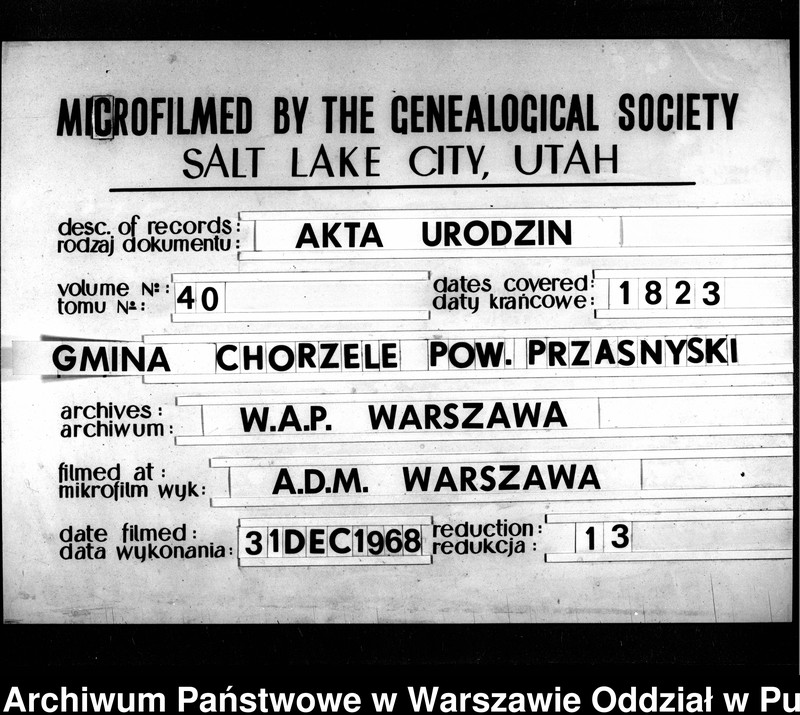 MICROFILMED BY THE GENEALOGICAL SOCIETY
SALT LAKE CITY, UTAH
desc. of records: AKTA URODZIN
rodzaj dokumentu:
volume №: 40 dates covered: 1823
tomu №: daty krańcowe:
GMINA CHORZELE POW. PRZASNYSKI
archives: W.A.P. WARSZAWA
archiwum:
filmed at: A.D.M. WARSZAWA
mikrofilm wyk:
date filmed: 31DEC1968 reduction: 13
data wykonania: redukcja:
Archiwum Państwowe w Warszawie Oddział w Pu